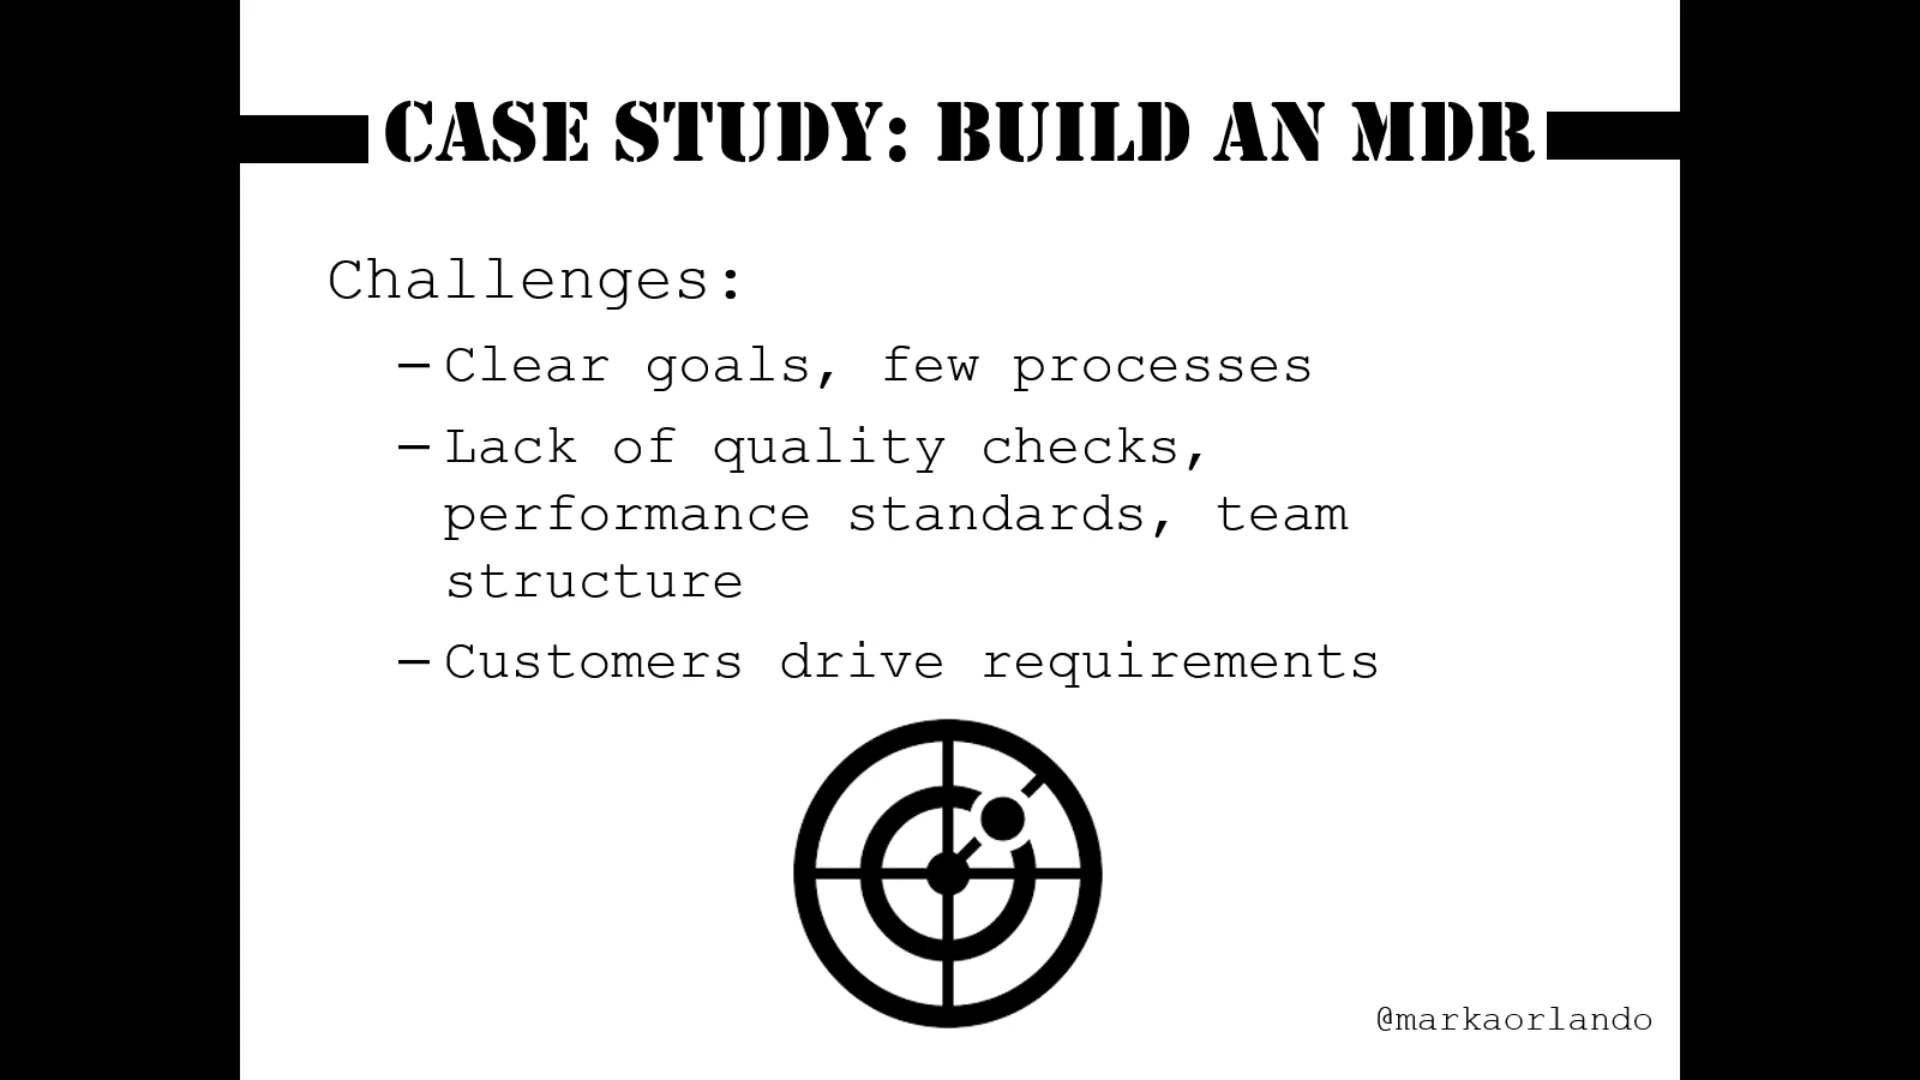 CASE STUDY: BUILD AN MDR
Challenges:
– Clear goals, few processes
– Lack of quality checks,
performance standards, team
structure
– Customers drive requirements
@markaorlando